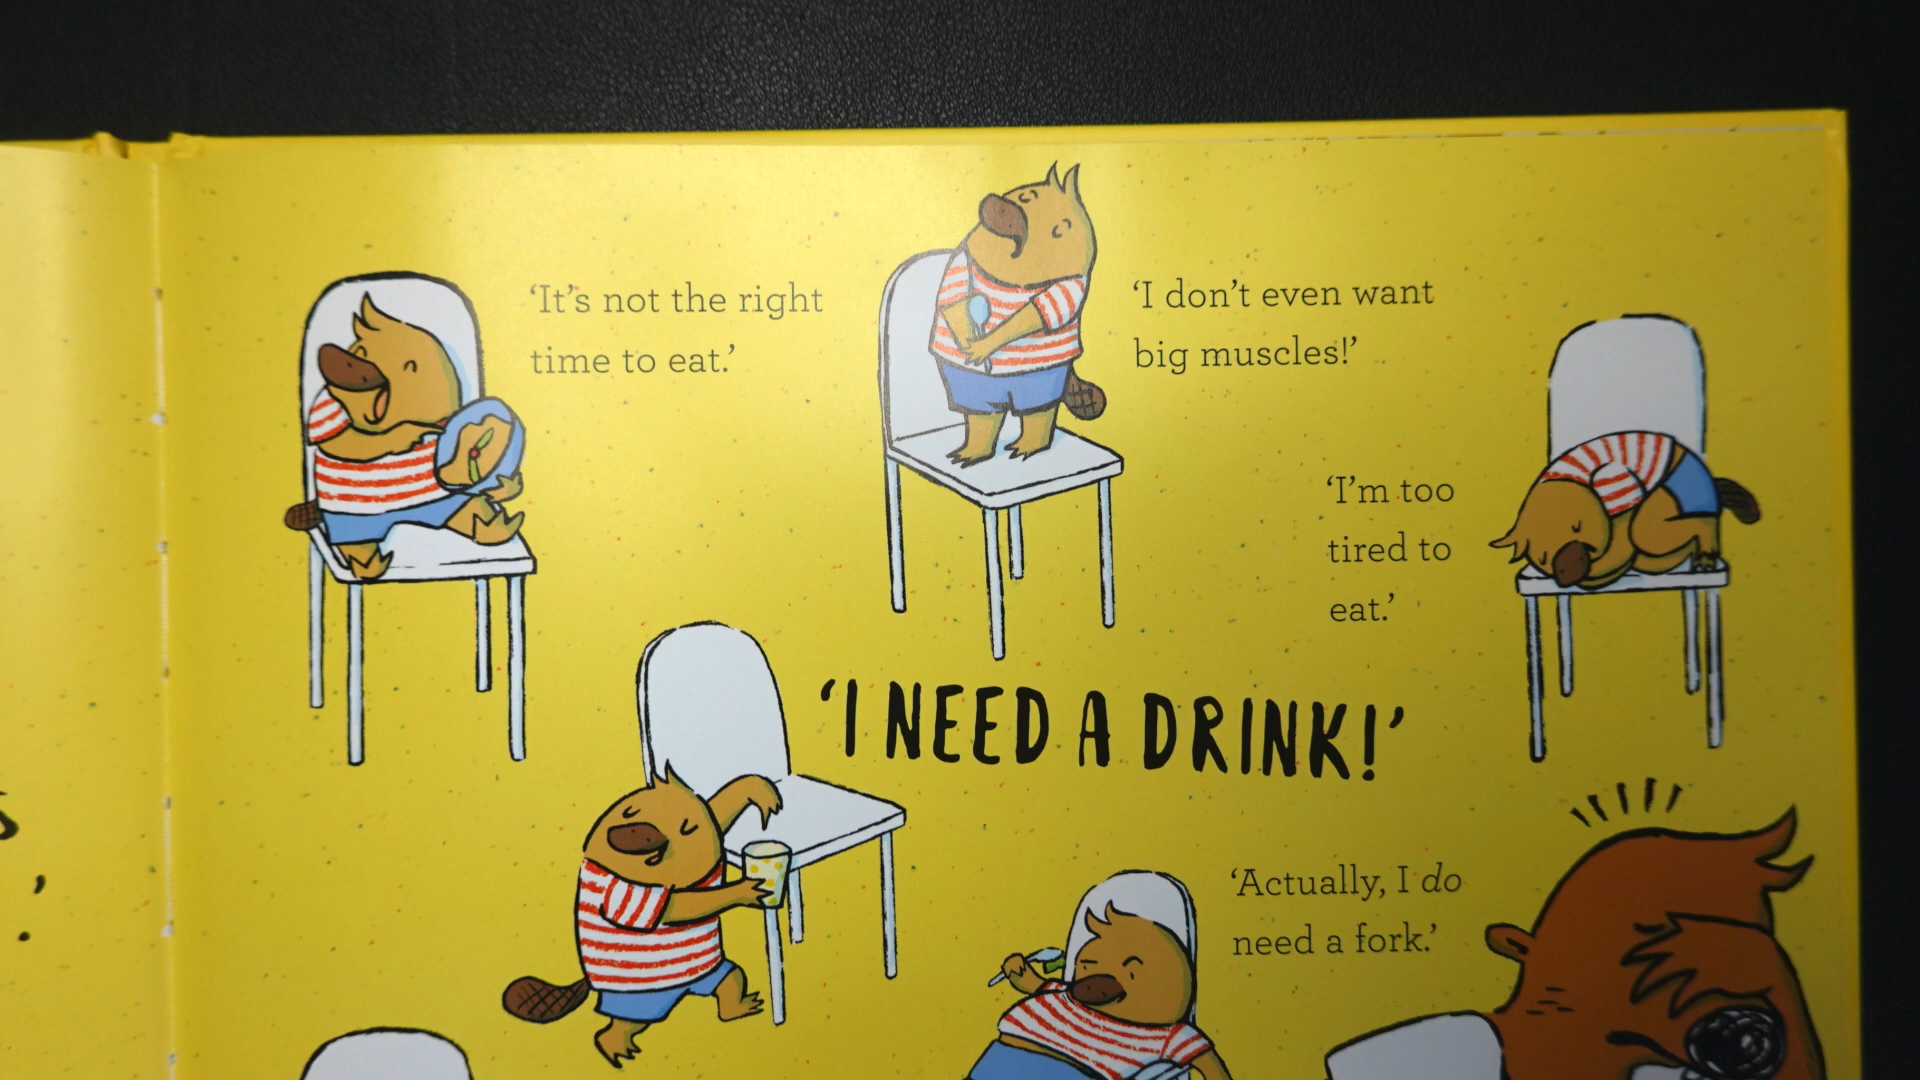 ‘It’s not the right
time to eat.’
‘I don’t even want
big muscles!’
‘I’m too
tired to
eat.’
‘I NEED A DRINK!’
‘Actually, I do
need a fork.’